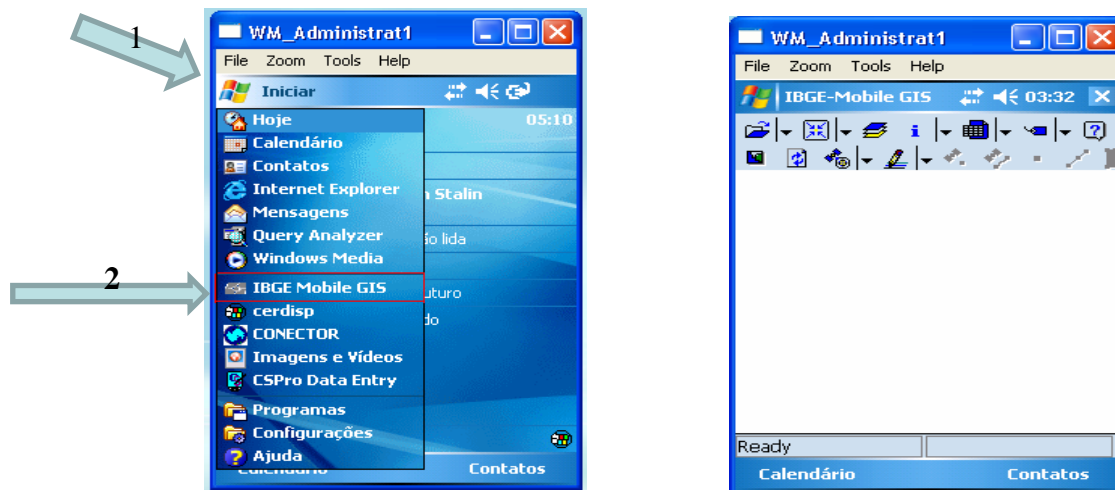 1
WM_Administrat1
File Zoom Tools Help
Iniciar
Hoje
05:10
Calendário
Contatos
Internet Explorer
Stalin
Mensagens
Query Analyzer
ão lida
Windows Media
2
IBGE Mobile GIS
uturo
cerdisp
do
CONECTOR
Imagens e Vídeos
CSPro Data Entry
Programas
Configurações
Ajuda
Calendário
Contatos
WM_Administrat1
File Zoom Tools Help
IBGE-Mobile GIS 03:32
Ready
Calendário Contatos